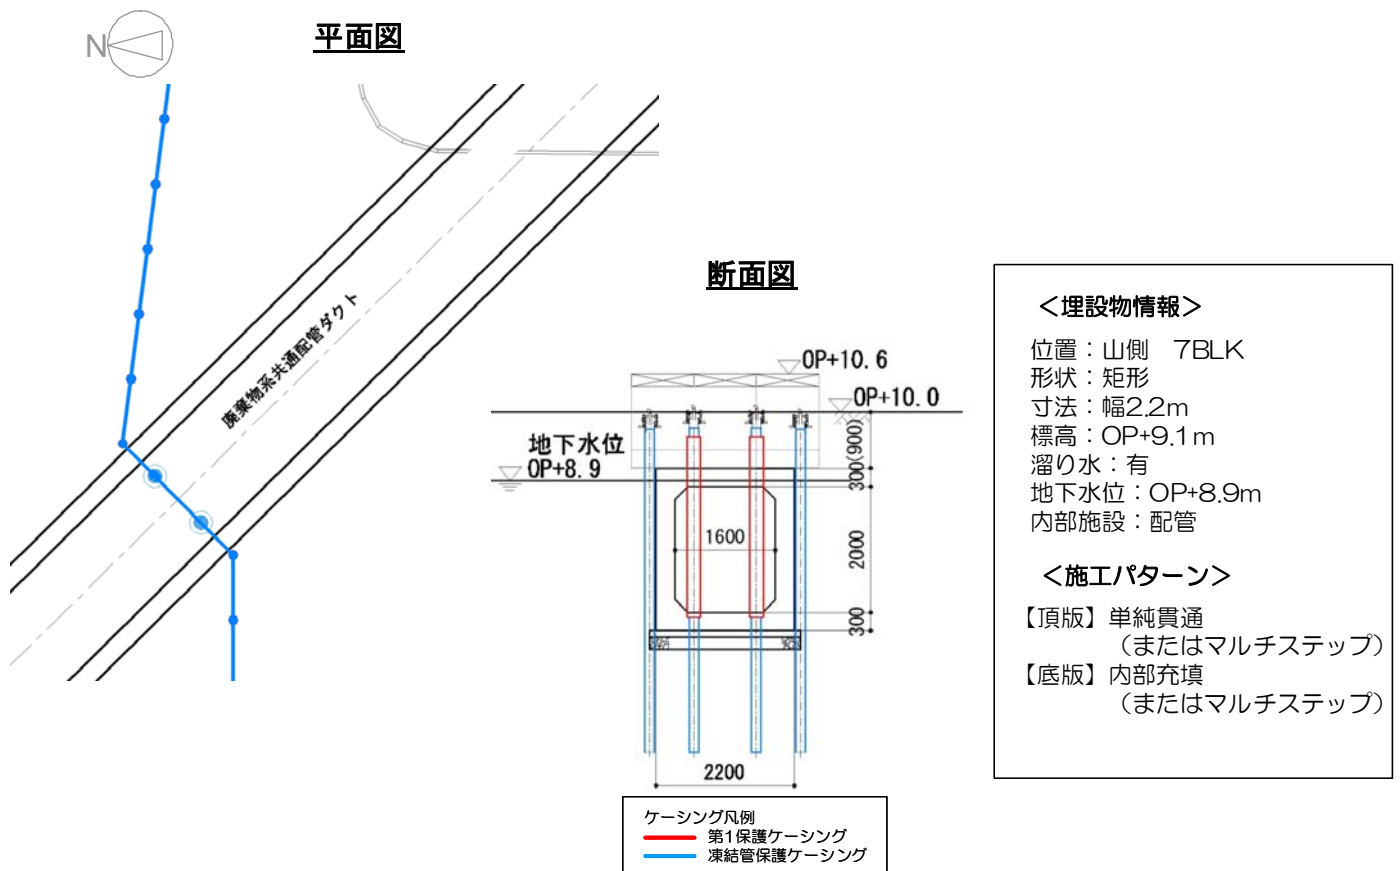 N
平面図
廃棄物系共通配管ダクト
断面図
OP+10.6
OP+10.0
地下水位
OP+8.9
300(900)
1600
2000
300
2200
ケーシング凡例
第1保護ケーシング
凍結管保護ケーシング
＜埋設物情報＞
位置：山側　7BLK
形状：矩形
寸法：幅2.2m
標高：OP+9.1m
溜り水：有
地下水位：OP+8.9m
内部施設：配管
＜施工パターン＞
【頂版】単純貫通
（またはマルチステップ）
【底版】内部充填
（またはマルチステップ）